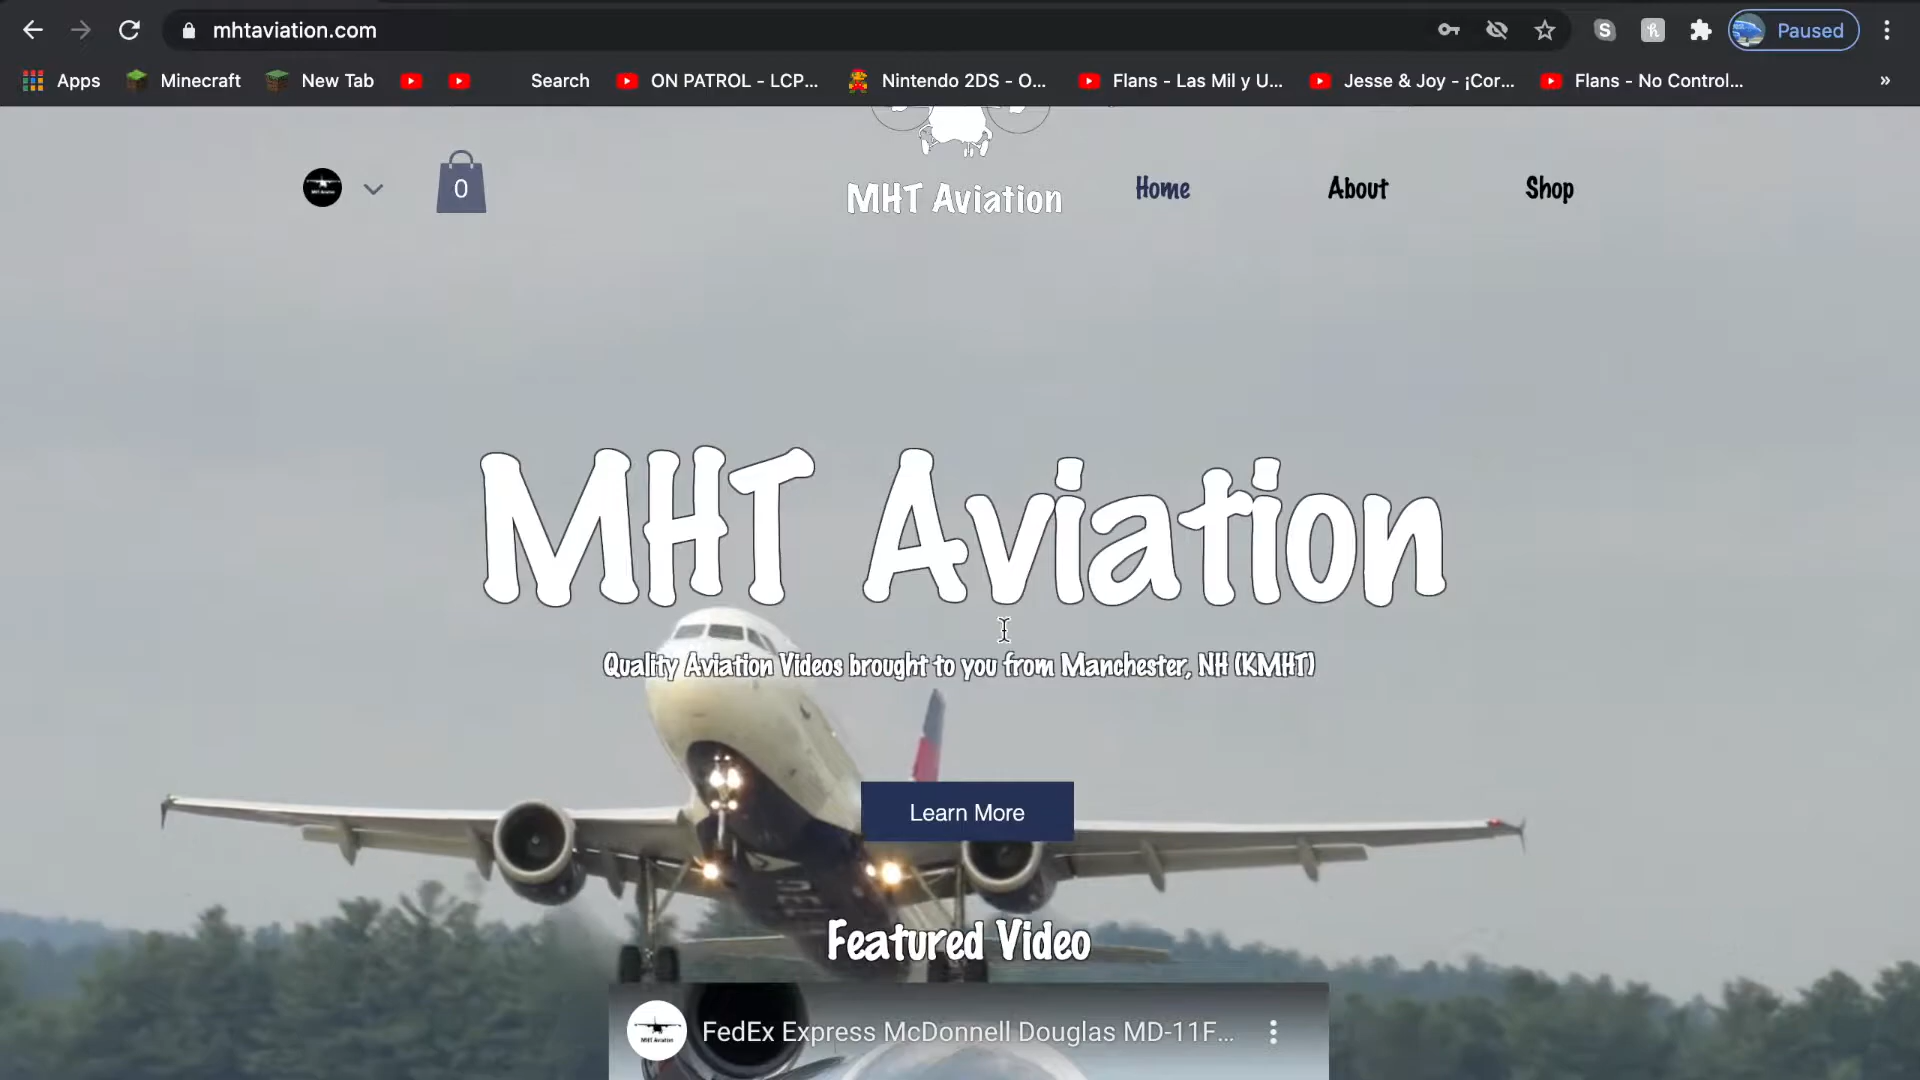 mhtaviation.com
S
Paused
Apps
Minecraft
New Tab
Search
ON PATROL - LCP...
Nintendo 2DS - O...
Flans - Las Mil y U...
Jesse & Joy - ¡Cor...
Flans - No Control...
»
0
MHT Aviation
Home
About
Shop
MHT Aviation
Quality Aviation Videos brought to you from Manchester, NH (KMHT)
Learn More
Featured Video
MHT Aviation
FedEx Express McDonnell Douglas MD-11F...